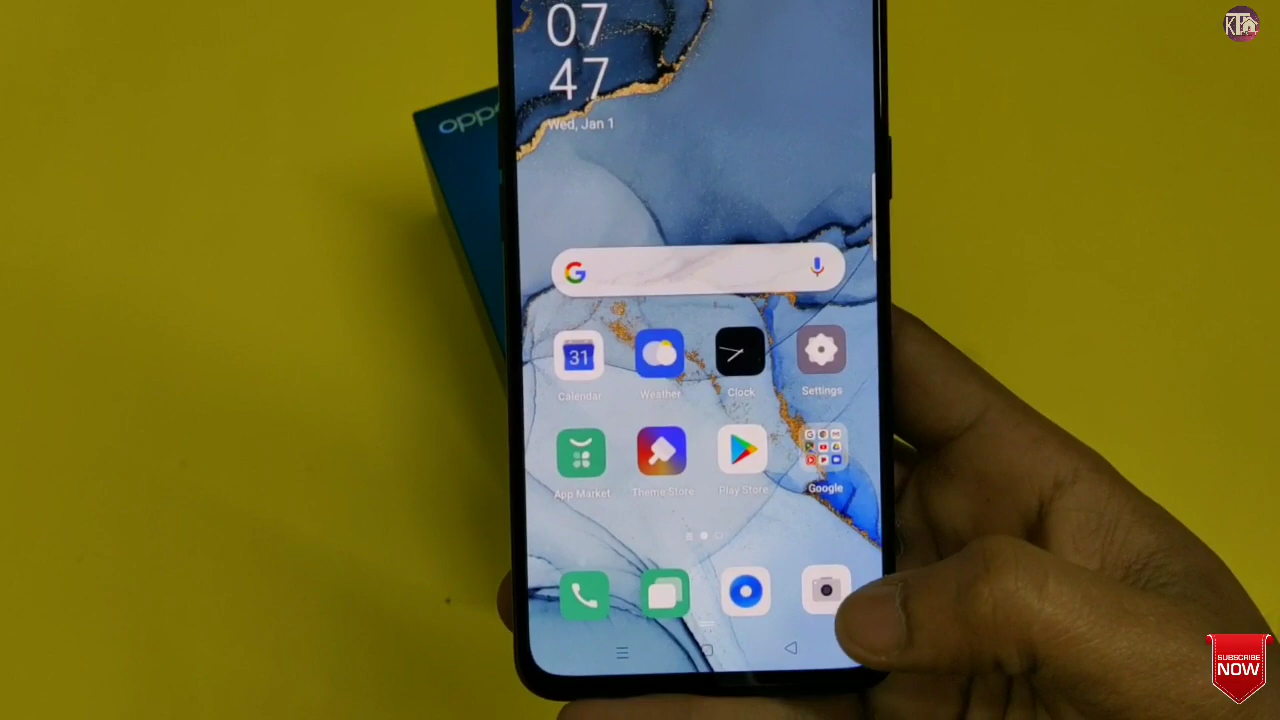 07
47
Wed, Jan 1
oppo
31
Calendar
Weather
Clock
Settings
App Market
Theme Store
Play Store
Google
KT
SUBSCRIBE
NOW